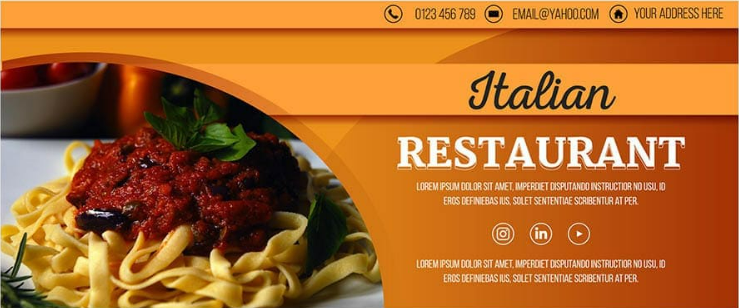 0123 456 789 EMAIL@YAHOO.COM YOUR ADDRESS HERE
Italian
RESTAURANT
LOREM IPSUM DOLOR SIT AMET, IMPERDIET DISPUTANDO INSTRUCTIOR NO USU, ID
EROS DEFINIEBAS IUS, SOLET SENTENTIAE SCRIBENTUR AT PER.
in
LOREM IPSUM DOLOR SIT AMET, IMPERDIET DISPUTANDO INSTRUCTIOR NO USU, ID
EROS DEFINIEBAS IUS, SOLET SENTENTIAE SCRIBENTUR AT PER.